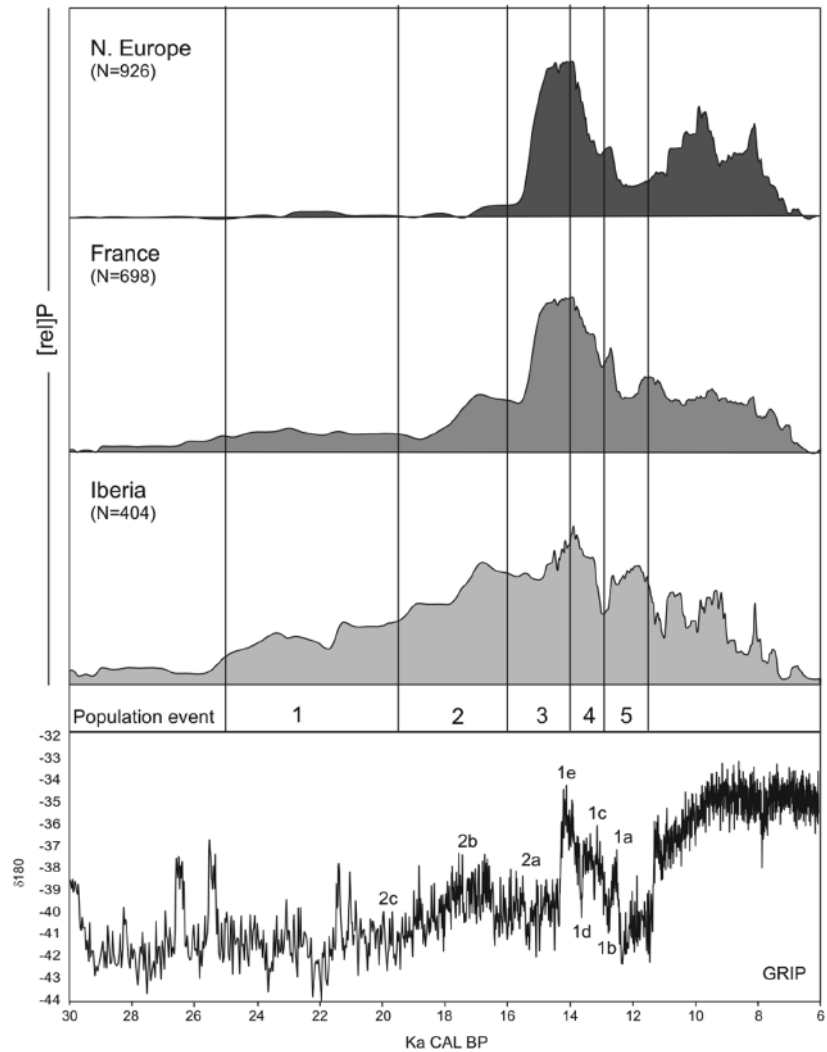 N. Europe
(N=926)
France
(N=698)
[rel]P
Iberia
(N=404)
Population event 1 2 3 4 5
-32
-33
-34
-35
-36
-37
-38
-39
-40
-41
-42
-43
-44
δ180
2c
2b
2a
1e
1d
1c
1b
1a
GRIP
30 28 26 24 22 20 18 16 14 12 10 8 6
Ka CAL BP